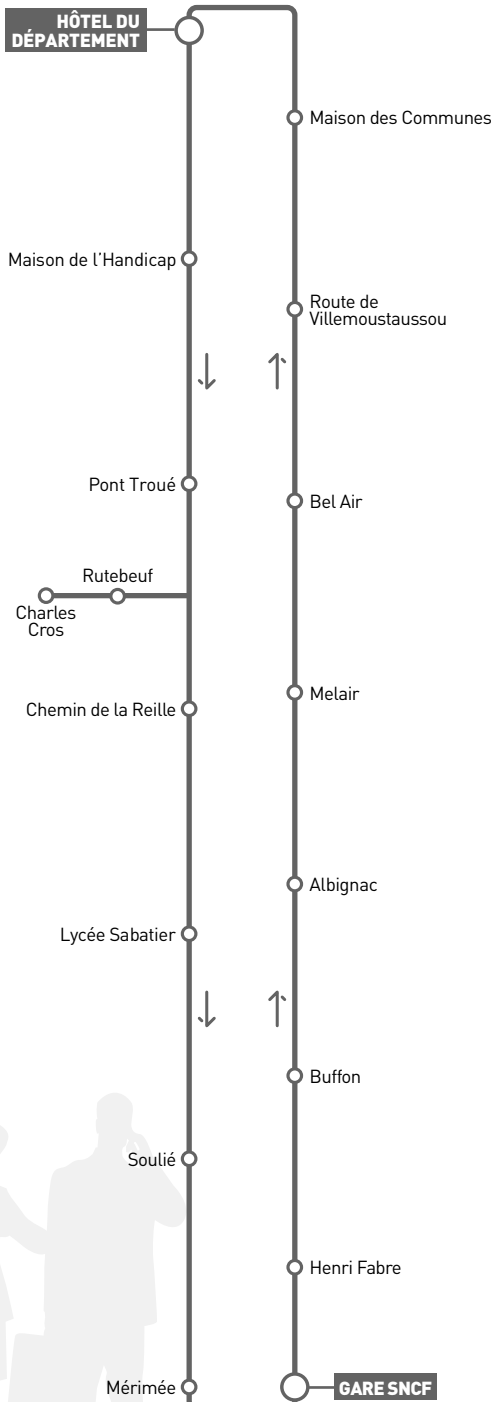 HÔTEL DU
DÉPARTEMENT
Maison des Communes
Maison de l'Handicap
Route de
Villemoustaussou
Pont Troué
Bel Air
Rutebeuf
Charles
Cros
Melair
Chemin de la Reille
Albignac
Lycée Sabatier
Buffon
Soulié
Henri Fabre
Mérimée
GARE SNCF